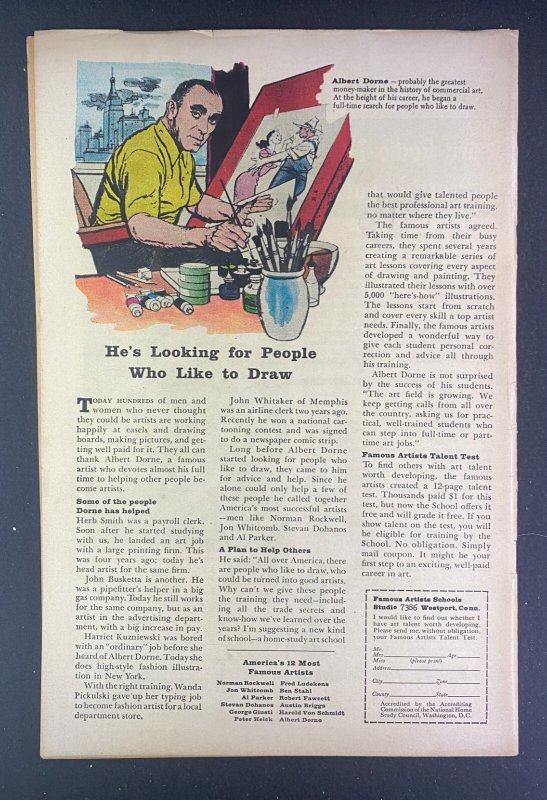 Albert Dorne – probably the greatest
money-maker in the history of commercial art.
At the height of his career, he began a
full-time search for people who like to draw.
He's Looking for People
Who Like to Draw
TODAY HUNDREDS of men and
women who never thought
they could be artists are working
happily at easels and drawing
boards, making pictures, and get-
ting well paid for it. They all can
thank Albert Dorne, a famous
artist who devotes almost his full
time to helping other people be-
come artists.
Some of the people
Dorne has helped
Herb Smith was a payroll clerk.
Soon after he started studying
with us, he landed an art job
with a large printing firm. This
was four years ago; today he's
head artist for the same firm.
John Busketta is another. He
was a pipefitter's helper in a big
gas company. Today he still works
for the same company, but as an
artist in the advertising depart-
ment, with a big increase in pay.
Harriet Kuzniewski was bored
with an "ordinary" job before she
heard of Albert Dorne. Today she
does high-style fashion illustra-
tion in New York.
With the right training, Wanda
Pickulski gave up her typing job
to become fashion artist for a local
department store.
John Whitaker of Memphis
was an airline clerk two years ago.
Recently he won a national car-
tooning contest and was signed
to do a newspaper comic strip.
Long before Albert Dorne
started looking for people who
like to draw, they came to him
for advice and help. Since he
alone could only help a few of
these people he called together
America's most successful artists
—men like Norman Rockwell,
Jon Whitcomb, Stevan Dohanos
and Al Parker.
A Plan to Help Others
He said: "All over America, there
are people who like to draw, who
could be turned into good artists.
Why can't we give these people
the training they need—includ-
ing all the trade secrets and
know-how we've learned over the
years? I'm suggesting a new kind
of school—a home-study art school
America's 12 Most
Famous Artists
Norman Rockwell Fred Ludekens
Jon Whitcomb Ben Stahl
Al Parker Robert Fawcett
Stevan Dohanos Austin Briggs
George Giusti Harold Von Schmidt
Peter Helck Albert Dorne
that would give talented people
the best professional art training,
no matter where they live."
The famous artists agreed.
Taking time from their busy
careers, they spent several years
creating a remarkable series of
art lessons covering every aspect
of drawing and painting. They
illustrated their lessons with over
5,000 "here's-how" illustrations.
The lessons start from scratch
and cover every skill a top artist
needs. Finally, the famous artists
developed a wonderful way to
give each student personal cor-
rection and advice all through
his training.
Albert Dorne is not surprised
by the success of his students.
"The art field is growing. We
keep getting calls from all over
the country, asking us for prac-
tical, well-trained students who
can step into full-time or part-
time art jobs."
Famous Artists Talent Test
To find others with art talent
worth developing, the famous
artists created a 12-page talent
test. Thousands paid $1 for this
test, but now the School offers it
free and will grade it free. If you
show talent on the test, you will
be eligible for training by the
School. No obligation. Simply
mail coupon. It might be your
first step to an exciting, well-paid
career in art.
Famous Artists Schools
Studio 7386 Westport, Conn.
I would like to find out whether I
have art talent worth developing.
Please send me, without obligation,
your Famous Artists Talent Test.
Mr.
Mrs. Age
Miss (please print)
Address
City Zone
County State
Accredited by the Accrediting
Commission of the National Home
Study Council, Washington, D.C.